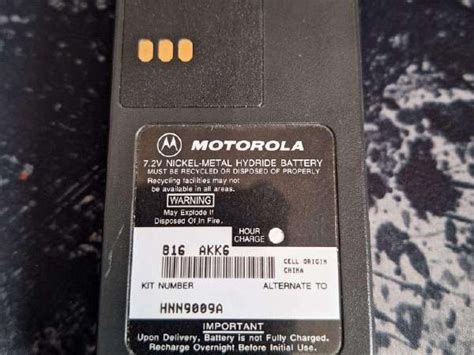 MOTOROLA
7.2V NICKEL-METAL HYDRIDE BATTERY
MUST BE RECYCLED OR DISPOSED OF PROPERLY
Recycling facilities may not
be available in all areas.
WARNING
May Explode If
Disposed Of In Fire.
HOUR
CHARGE
816 AKK6
CELL ORIGIN
CHINA
KIT NUMBER
ALTERNATE TO
HNN9009A
IMPORTANT
Upon Delivery, Battery is not Fully Charged.
Recharge Overnight Before Initial Use.